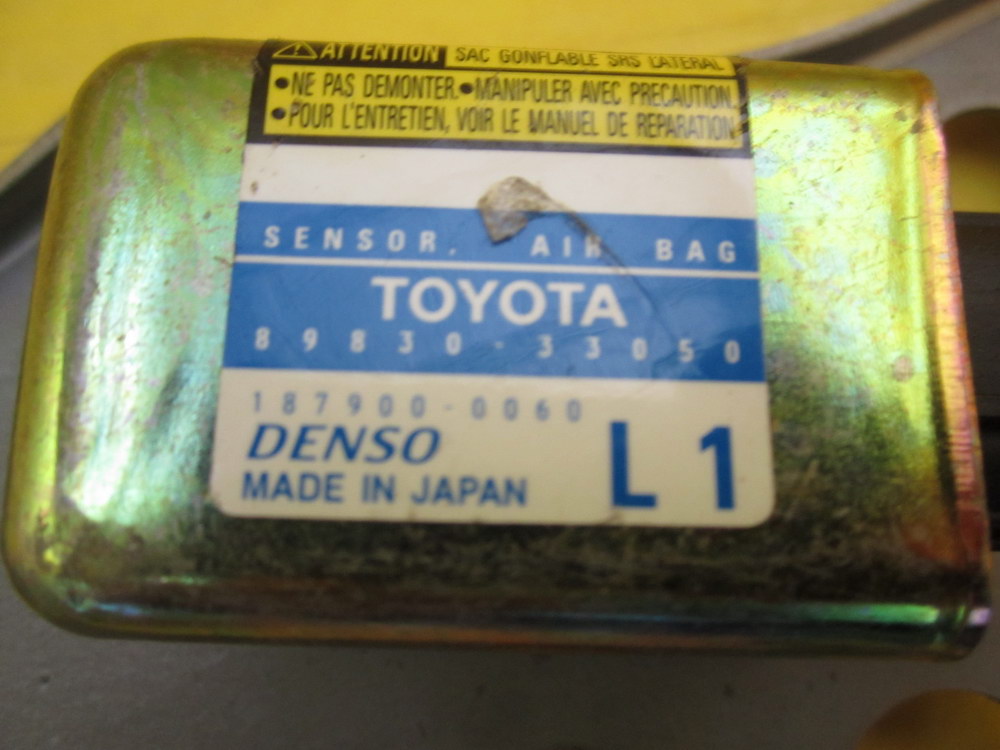 ATTENTION SAC GONFLABLE SRS LATERAL
•NE PAS DEMONTER.•MANIPULER AVEC PRECAUTION.
•POUR L'ENTRETIEN, VOIR LE MANUEL DE REPARATION
SENSOR, AIR BAG
TOYOTA
89830-33050
187900-0060
DENSO
MADE IN JAPAN
L 1